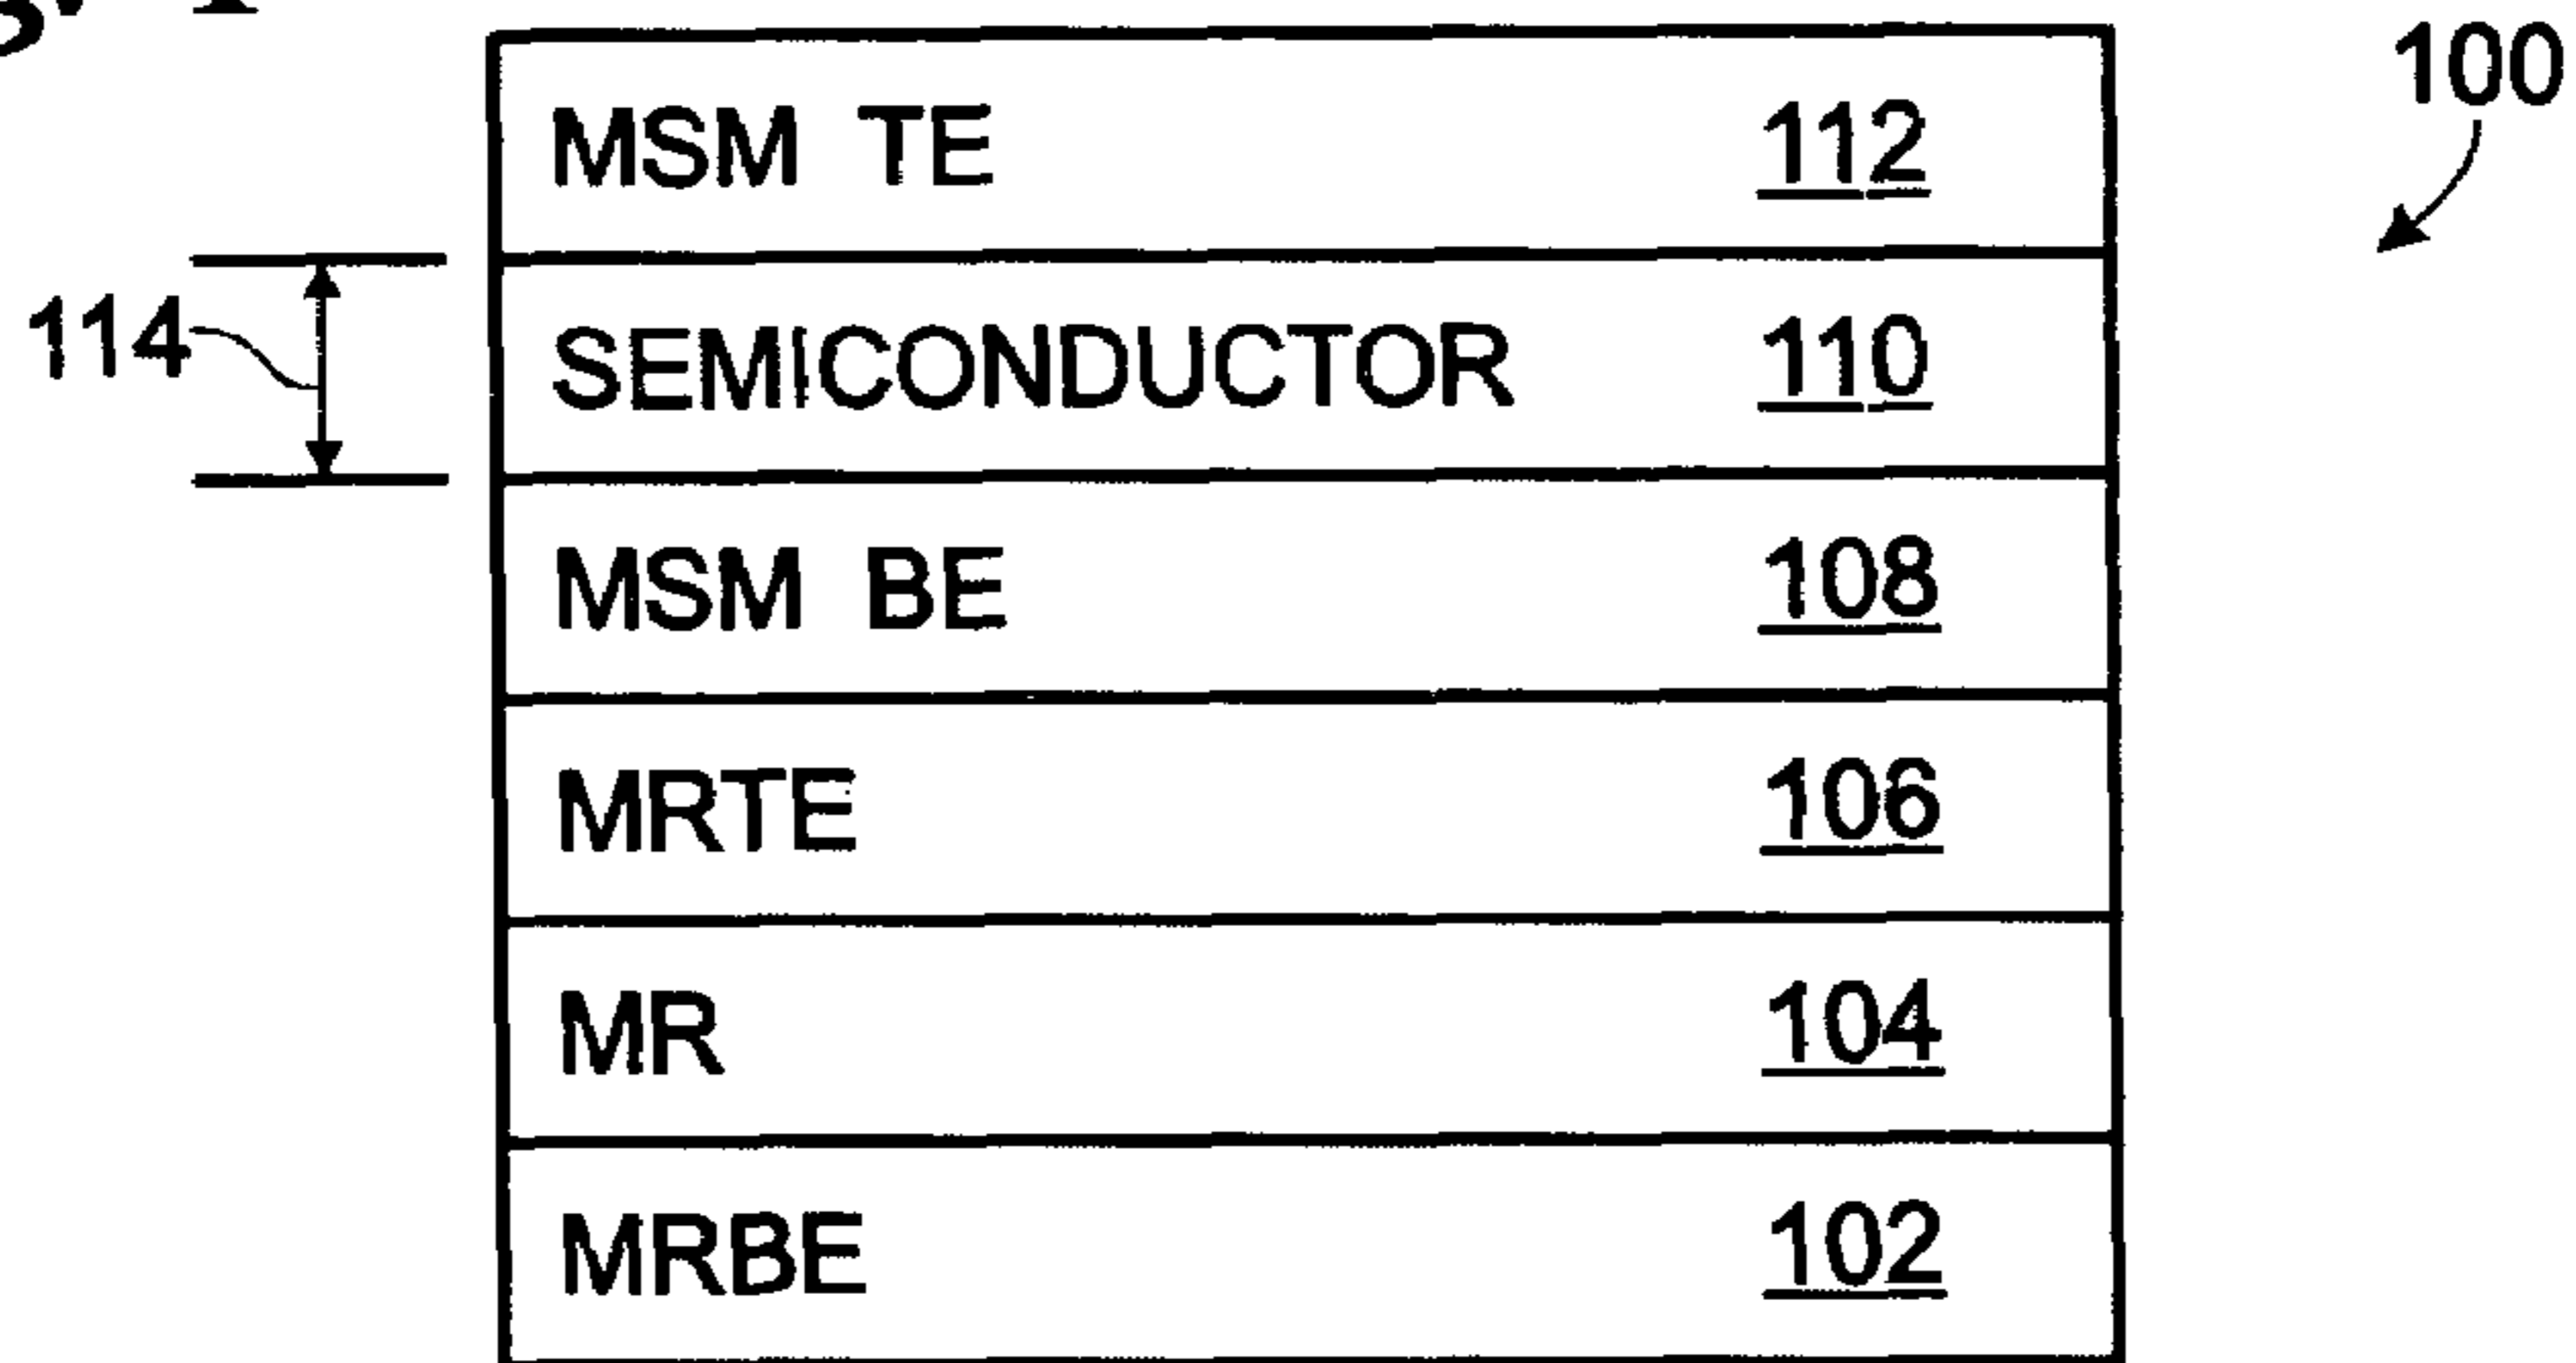 MSM TE 112
100
SEMICONDUCTOR 110
114
MSM BE 108
MRTE 106
MR 104
MRBE 102